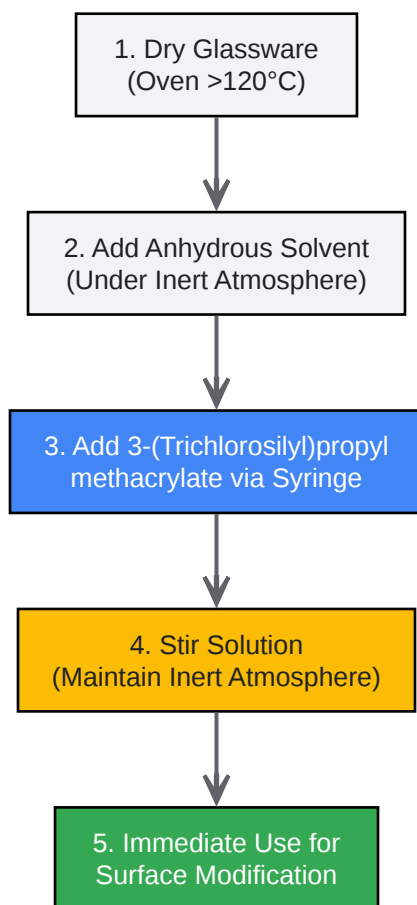 1. Dry Glassware
(Oven >120°C)
2. Add Anhydrous Solvent
(Under Inert Atmosphere)
3. Add 3-(Trichlorosilyl)propyl
methacrylate via Syringe
4. Stir Solution
(Maintain Inert Atmosphere)
5. Immediate Use for
Surface Modification